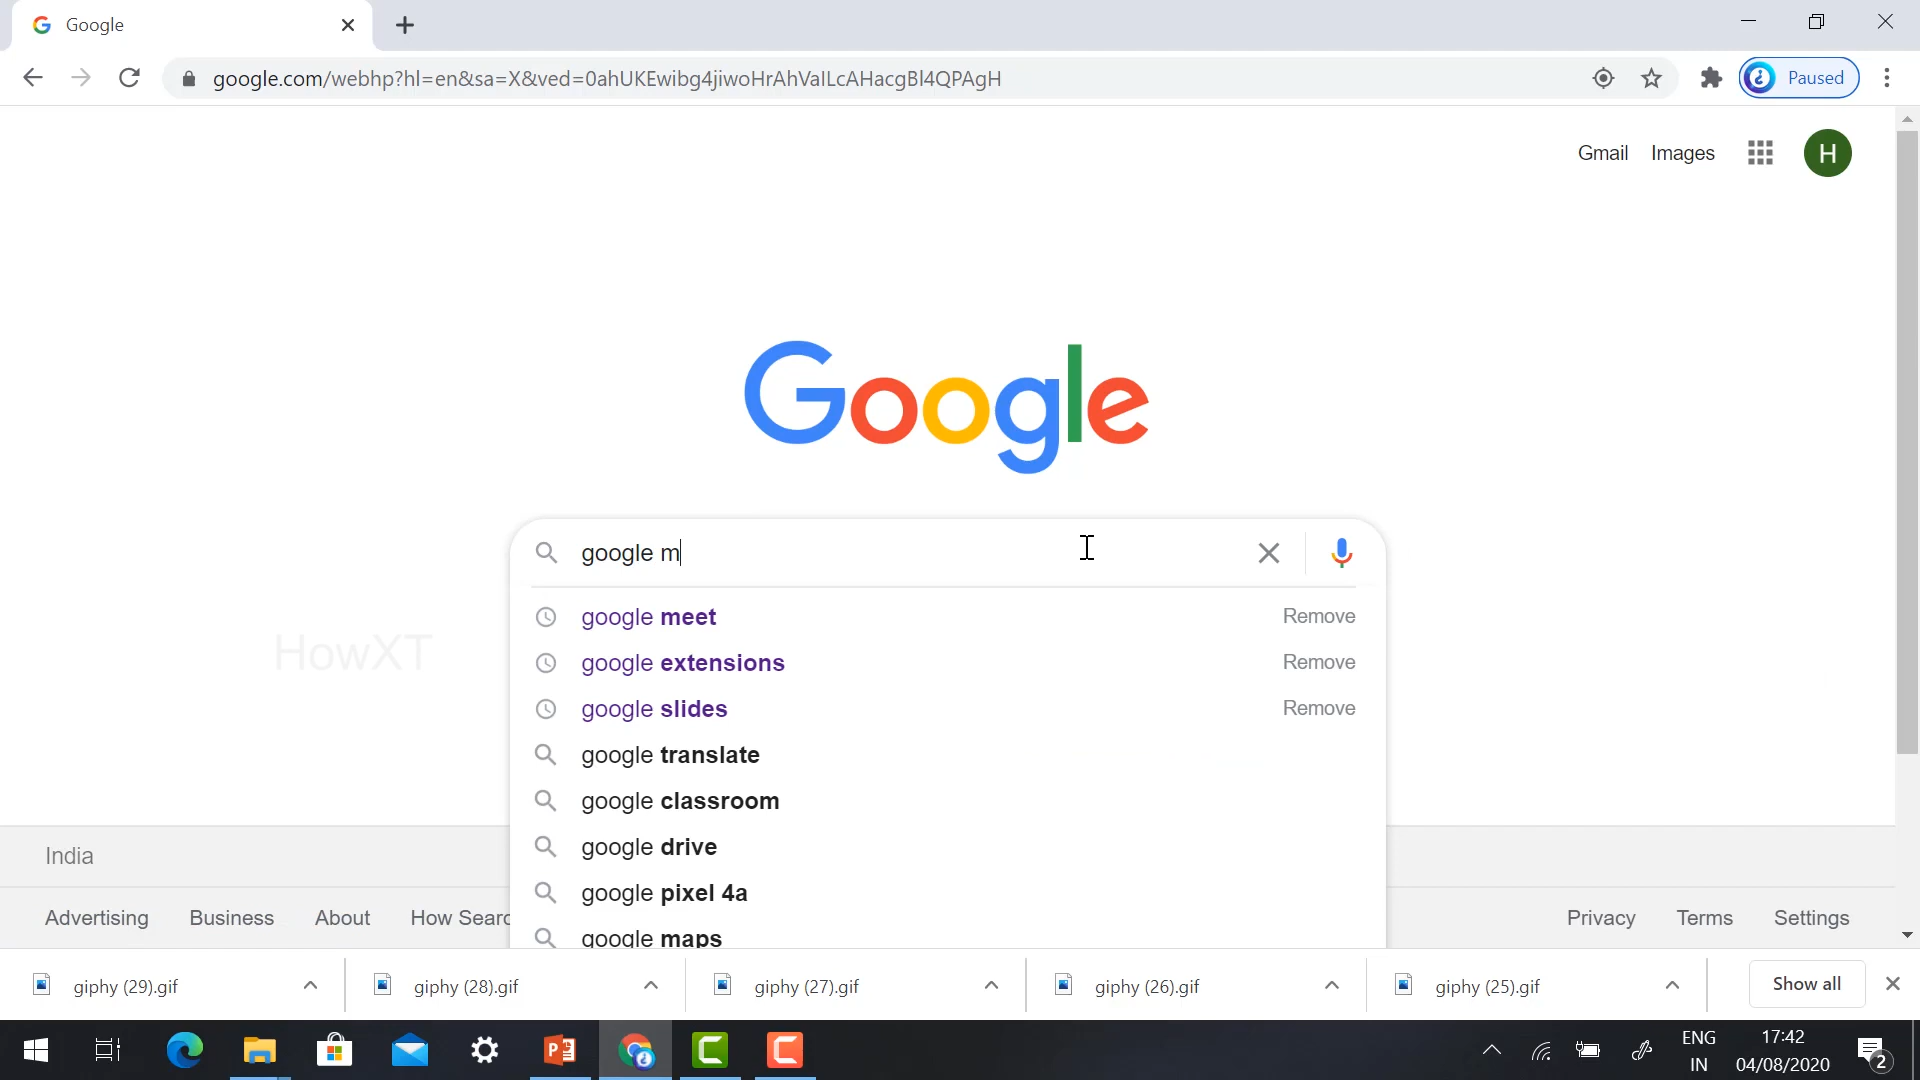 Google
google.com/webhp?hl=en&sa=X&ved=0ahUKEwibg4jiwoHrAhVaILcAHacgBl4QPAgH
Paused
Gmail Images
H
Google
google m
google meet Remove
google extensions Remove
google slides Remove
google translate
google classroom
google drive
google pixel 4a
google maps
HowXT
India
Advertising Business About How Searc
Privacy Terms Settings
giphy (29).gif giphy (28).gif giphy (27).gif giphy (26).gif giphy (25).gif Show all
ENG 17:42
IN 04/08/2020 2